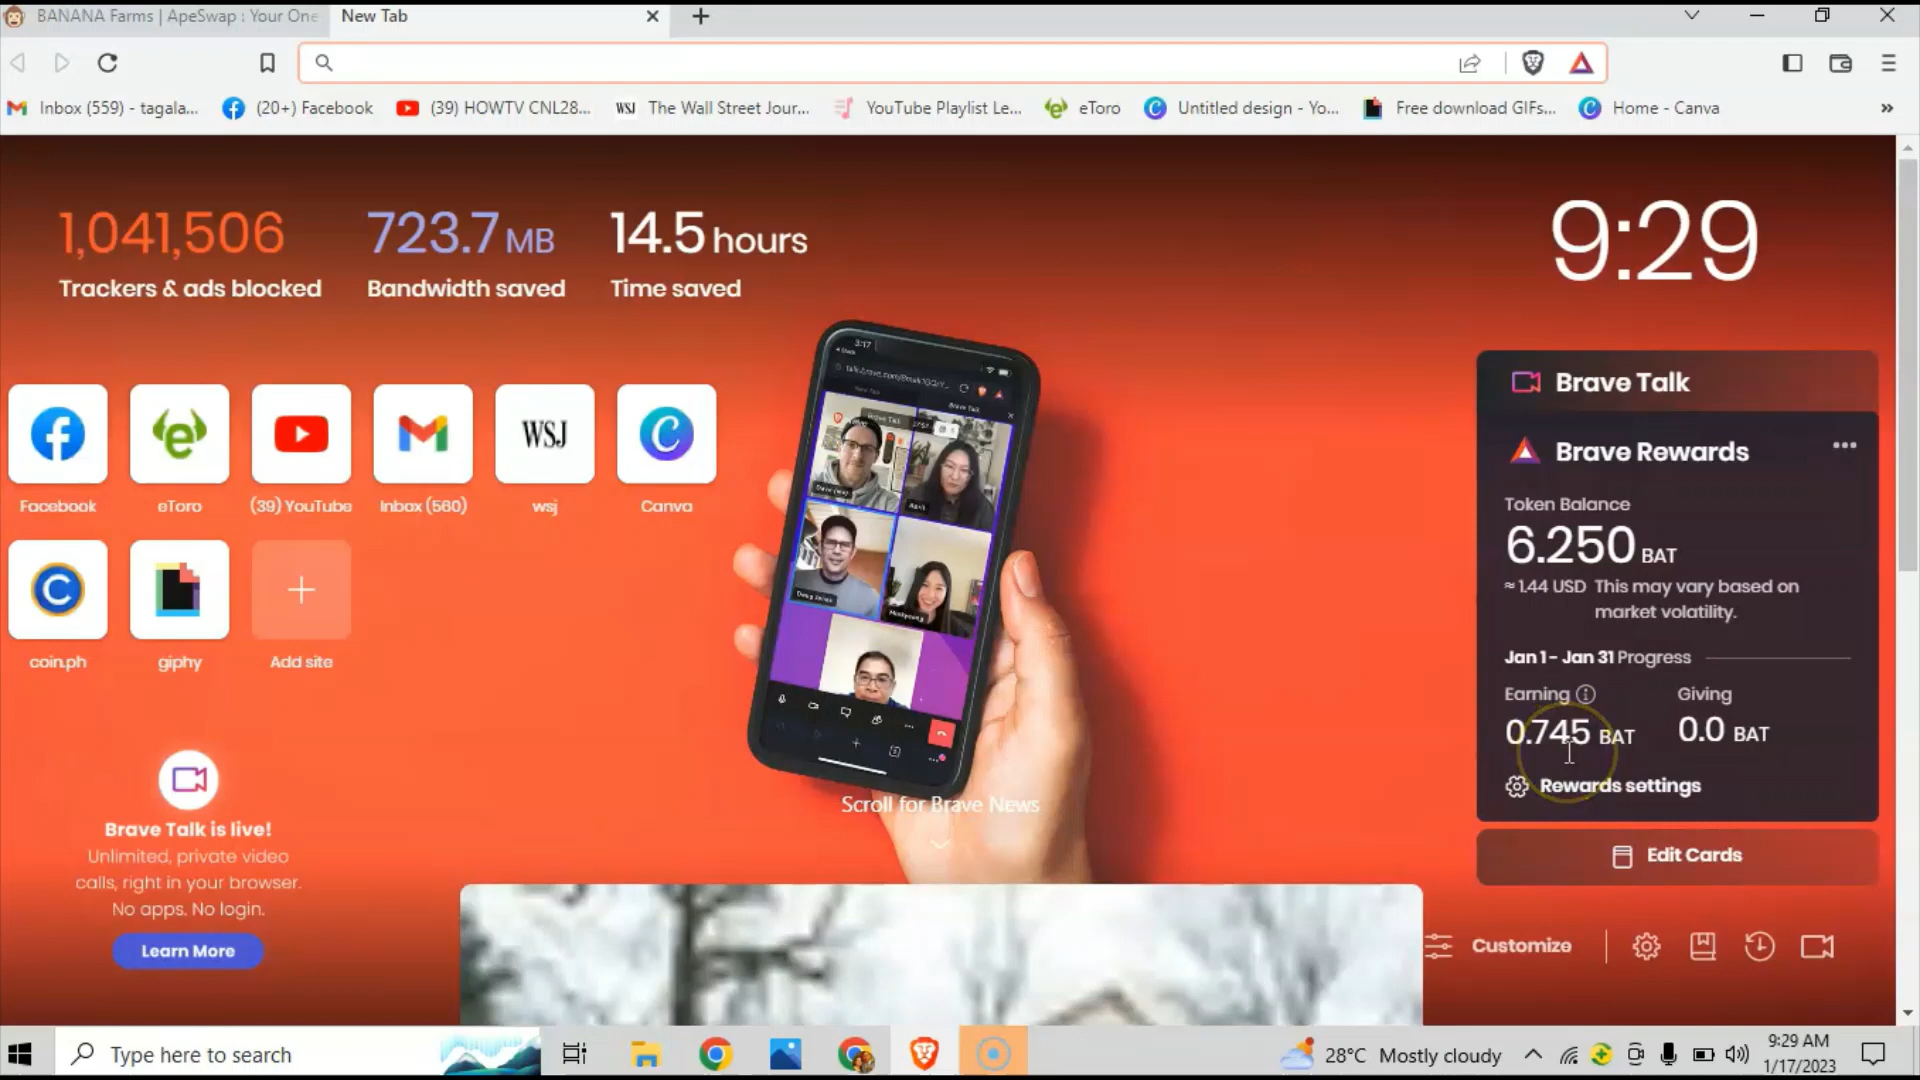 BANANA Farms | ApeSwap : Your One
New Tab
Inbox (559) - tagala...
(20+) Facebook
(39) HOWTV CNL28...
WSJ The Wall Street Jour...
YouTube Playlist Le...
eToro
Untitled design - Yo...
Free download GIFs...
Home - Canva
1,041,506
Trackers & ads blocked
723.7 MB
Bandwidth saved
14.5 hours
Time saved
9:29
WSJ
Facebook
eToro
(39) YouTube
Inbox (560)
wsj
Canva
coin.ph
giphy
Add site
3:17
Brave Talk
Brave Talk
Brave Rewards
Token Balance
6.250 BAT
≈ 1.44 USD This may vary based on
market volatility.
Jan 1 - Jan 31 Progress
Earning
Giving
0.745 BAT
0.0 BAT
Rewards settings
Edit Cards
Scroll for Brave News
Brave Talk is live!
Unlimited, private video
calls, right in your browser.
No apps. No login.
Learn More
Customize
Type here to search
28°C Mostly cloudy
9:29 AM
1/17/2023